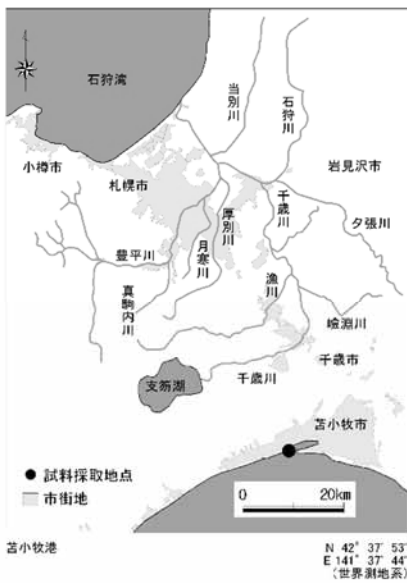 石狩湾
当別川
石狩川
小樽市
札幌市
岩見沢市
千歳川
夕張川
厚別川
月寒川
豊平川
真駒内川
漁川
嶮淵川
千歳市
支笏湖
千歳川
苫小牧市
● 試料採取地点
市街地
0 20km
苫小牧港
N 42° 37′ 53″
E 141° 37′ 44″
(世界測地系)